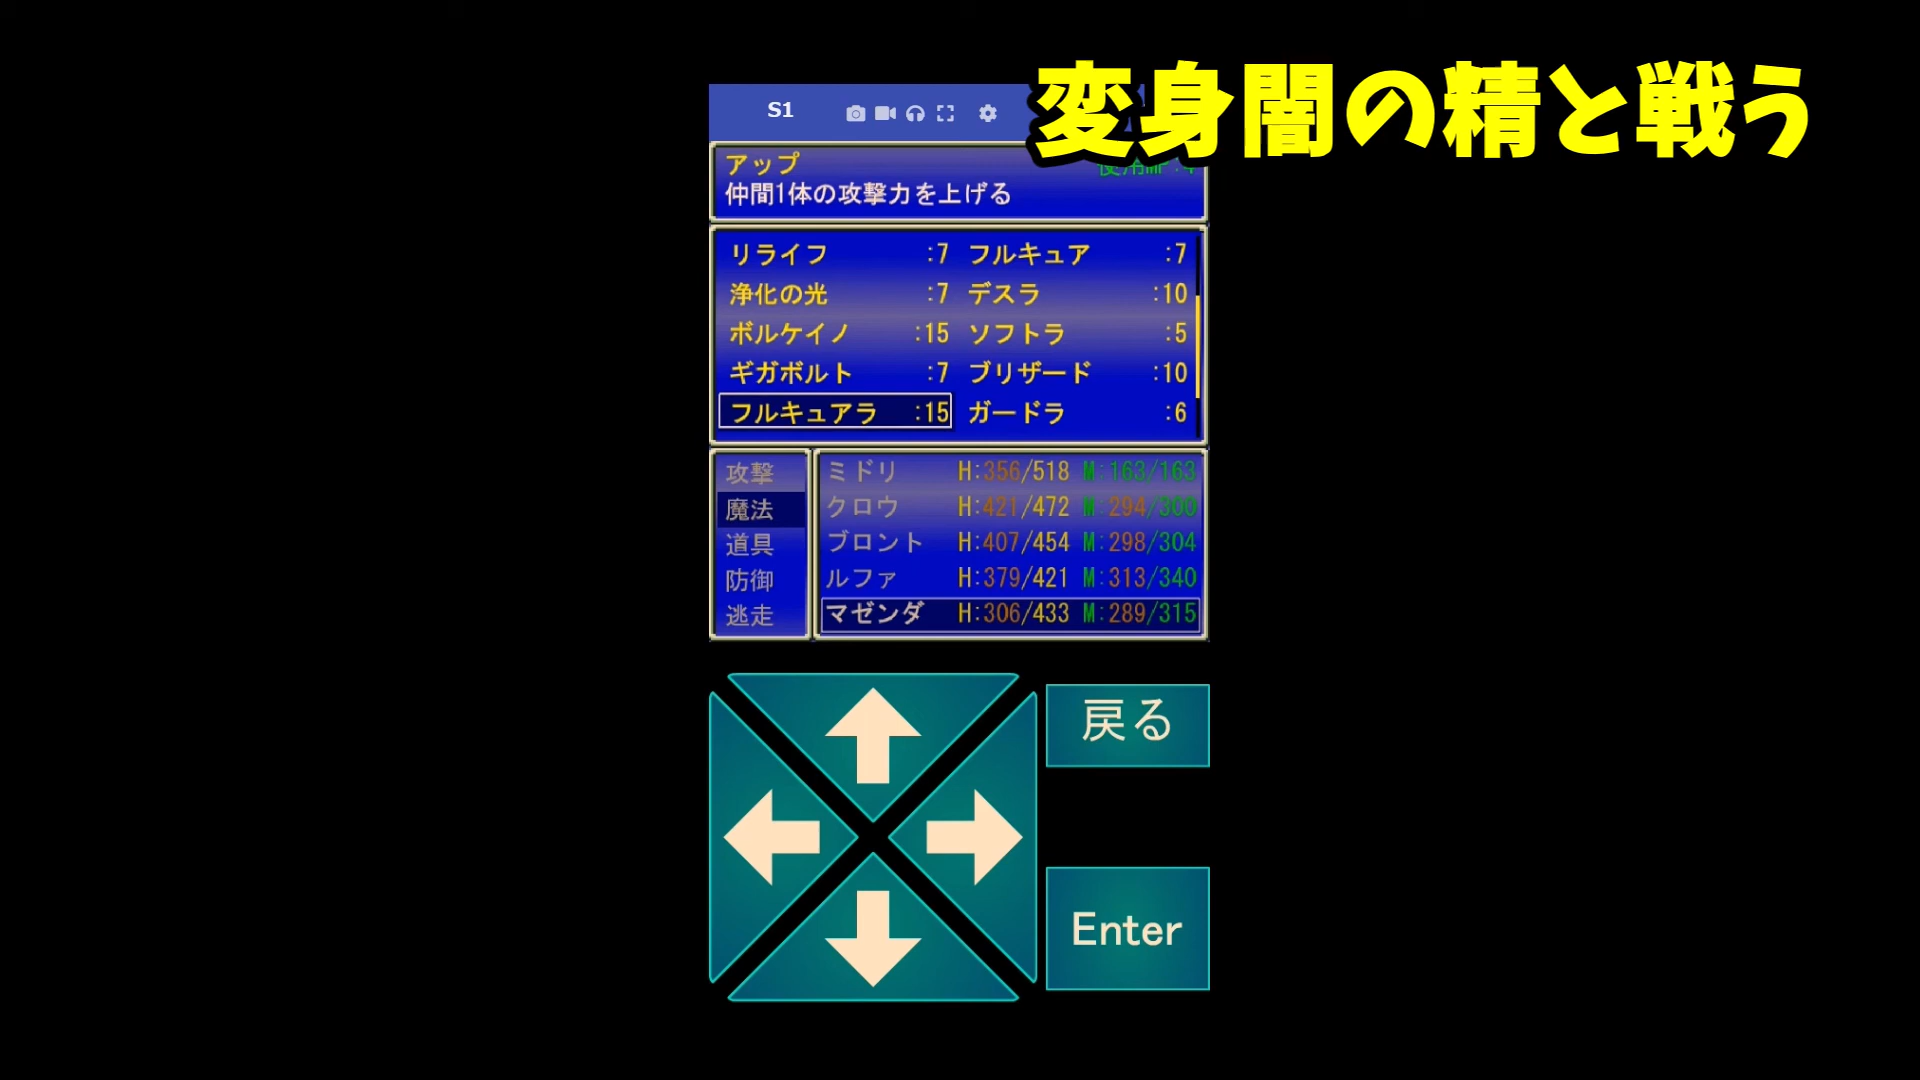 変身闇の精と戦う
S1
アップ
仲間1体の攻撃力を上げる
リライフ :7 フルキュア :7
浄化の光 :7 デスラ :10
ボルケイノ :15 ソフトラ :5
ギガボルト :7 ブリザード :10
フルキュアラ :15 ガードラ :6
攻撃
魔法
道具
防御
逃走
ミドリ H:356/518 M:163/163
クロウ H:421/472 M:294/300
ブロント H:407/454 M:298/304
ルファ H:379/421 M:313/340
マゼンダ H:306/433 M:289/315
戻る
Enter